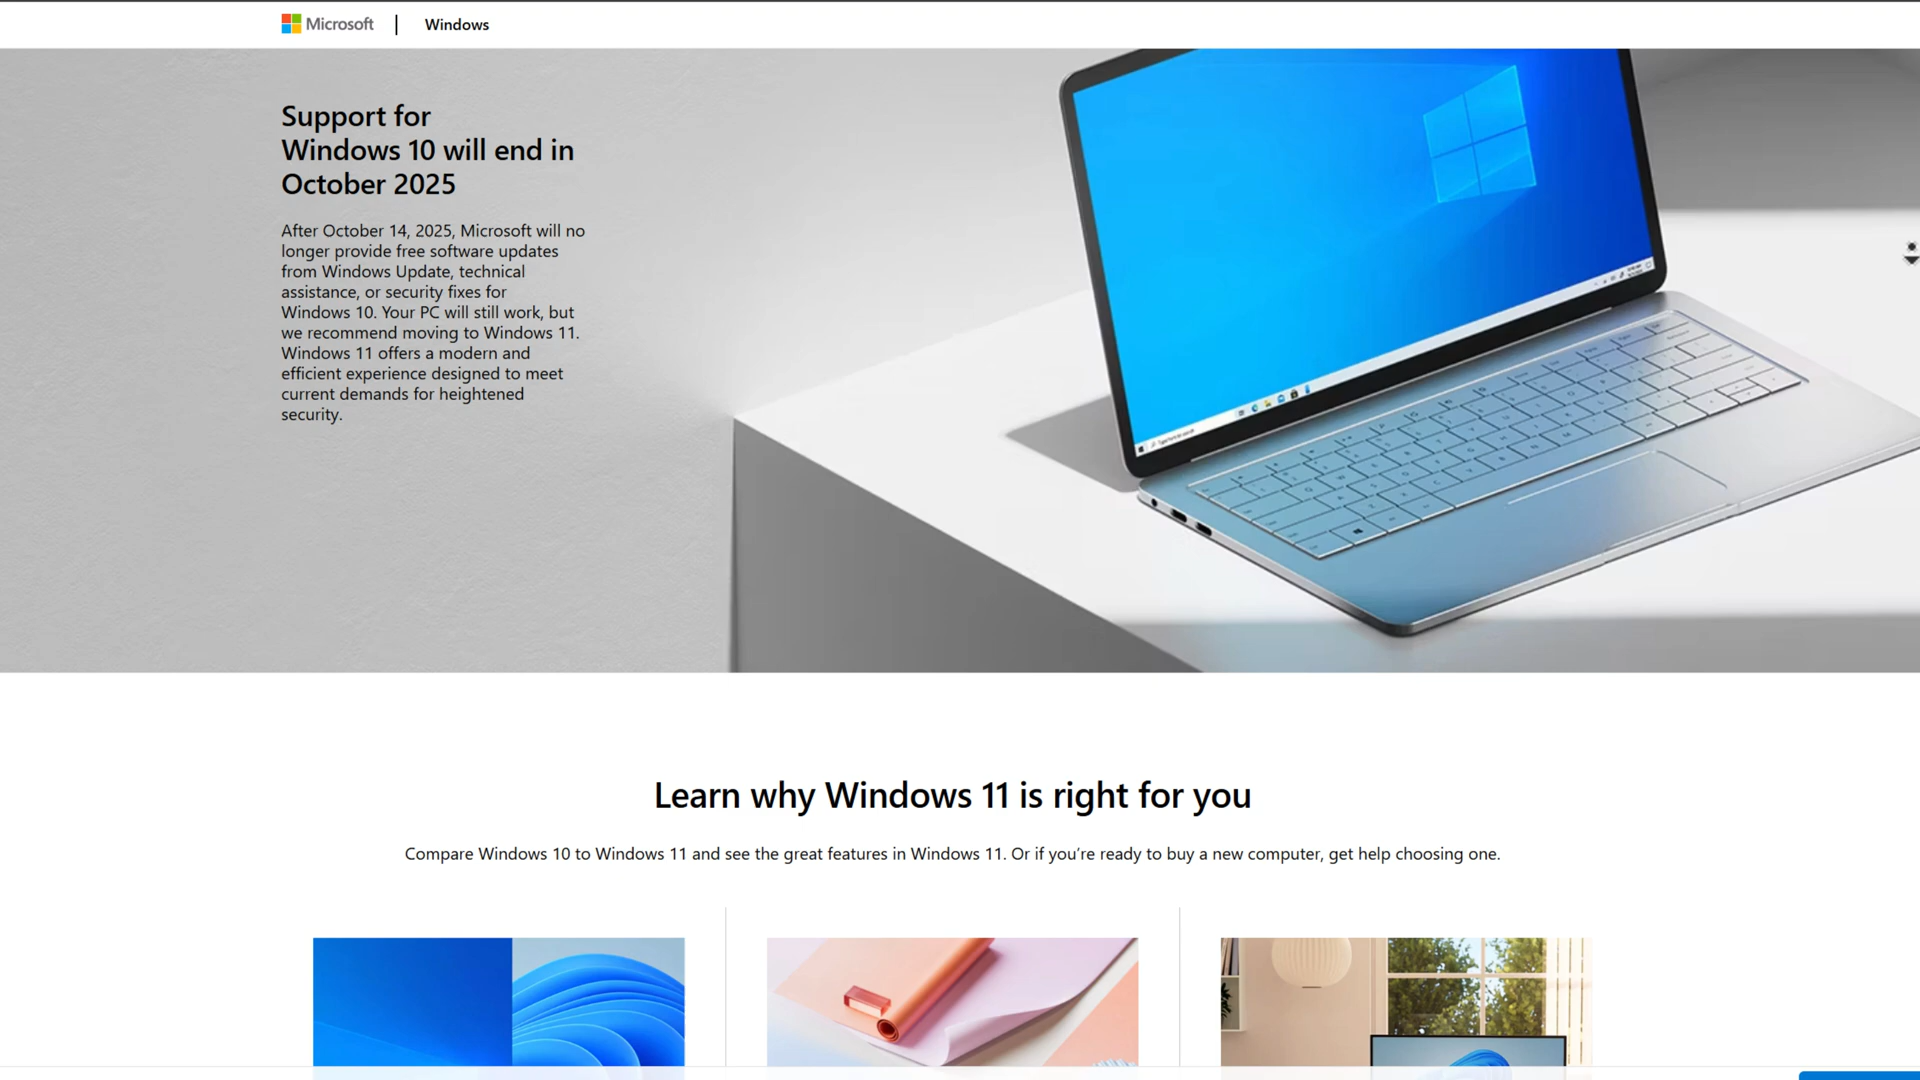 Microsoft
Windows
Support for
Windows 10 will end in
October 2025
After October 14, 2025, Microsoft will no
longer provide free software updates
from Windows Update, technical
assistance, or security fixes for
Windows 10. Your PC will still work, but
we recommend moving to Windows 11.
Windows 11 offers a modern and
efficient experience designed to meet
current demands for heightened
security.
Learn why Windows 11 is right for you
Compare Windows 10 to Windows 11 and see the great features in Windows 11. Or if you’re ready to buy a new computer, get help choosing one.